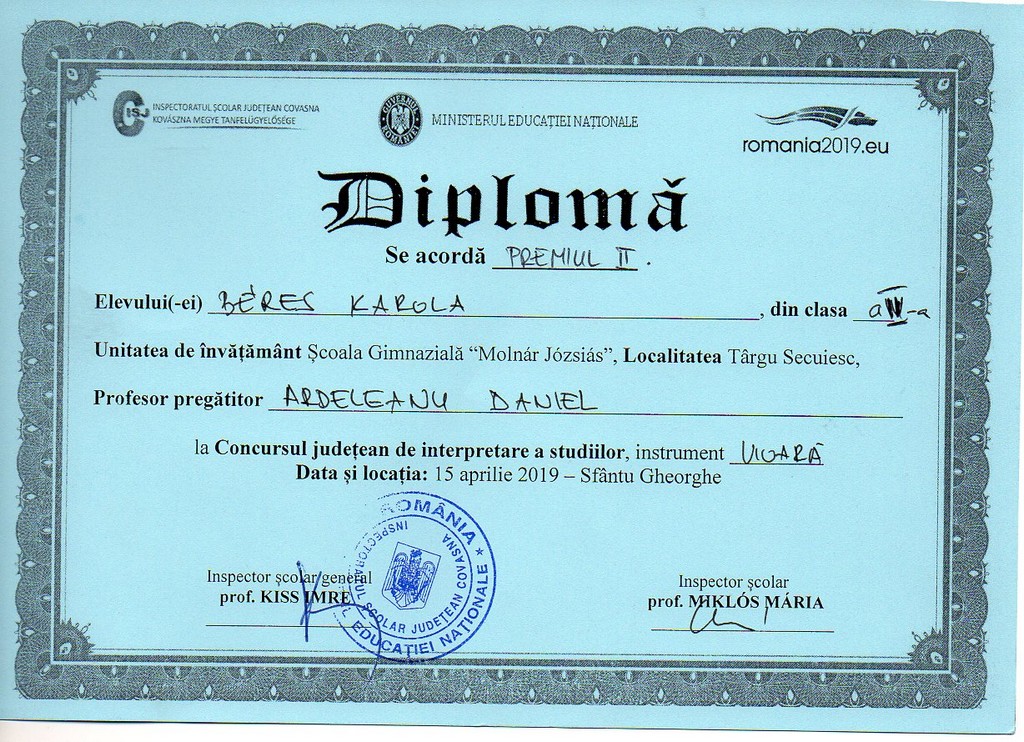 CISJ INSPECTORATUL ȘCOLAR JUDEȚEAN COVASNA
KOVÁSZNA MEGYE TANFELÜGYELŐSÉGE
GUVERNUL ROMÂNIEI
MINISTERUL EDUCAȚIEI NAȚIONALE
romania2019.eu
Diplomă
Se acordă PREMIUL II.
Elevului(-ei) BÉRES KAROLA, din clasa a -a
Unitatea de învățământ Școala Gimnazială “Molnár Józsiás”, Localitatea Târgu Secuiesc,
Profesor pregătitor ARDELEANU DANIEL
la Concursul județean de interpretare a studiilor, instrument VIOARĂ
Data și locația: 15 aprilie 2019 – Sfântu Gheorghe
ROMÂNIA * EDUCAȚIEI NAȚIONALE
INSPECTORATUL ȘCOLAR JUDEȚEAN COVASNA
Inspector școlar general
prof. KISS IMRE
Inspector școlar
prof. MIKLÓS MÁRIA